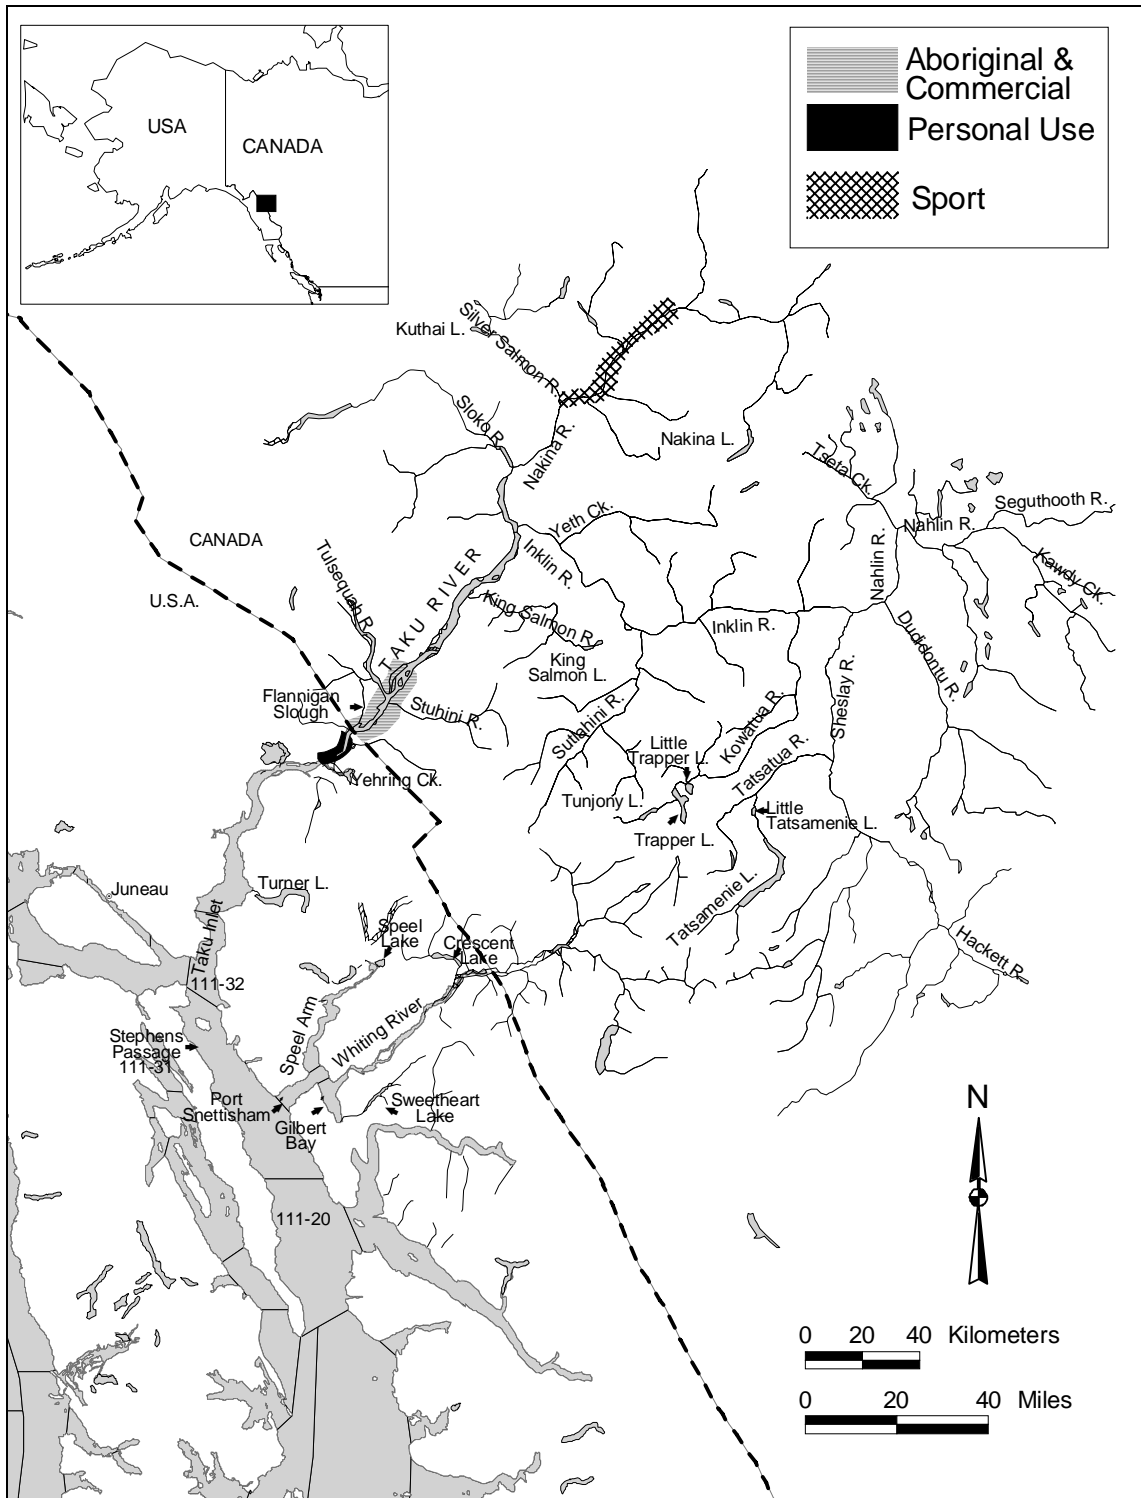 USA
CANADA
Aboriginal &
Commercial
Personal Use
Sport
Kuthai L.
Silver Salmon R.
Sloko R.
Nakina R.
Nakina L.
Tseta Ck.
Seguthooth R.
Nahlin R.
Kawdy Ck.
Nahlin R.
Yeth Ck.
Inklin R.
CANADA
U.S.A.
Tulsequah R.
TAKU RIVER
King Salmon R.
King
Salmon L.
Inklin R.
Dudidontu R.
Sheslay R.
Flannigan
Slough
Stuhini R.
Sutlahini R.
Kowatua R.
Little
Trapper L.
Tatsatua R.
Yehring Ck.
Tunjony L.
Trapper L.
Little
Tatsamenie L.
Tatsamenie L.
Juneau
Turner L.
Taku Inlet
111-32
Speel
Lake
Crescent
Lake
Hackett R.
Stephens
Passage
111-31
Speel Arm
Whiting River
Port
Snettisham
Gilbert
Bay
Sweetheart
Lake
111-20
N
0 20 40 Kilometers
0 20 40 Miles